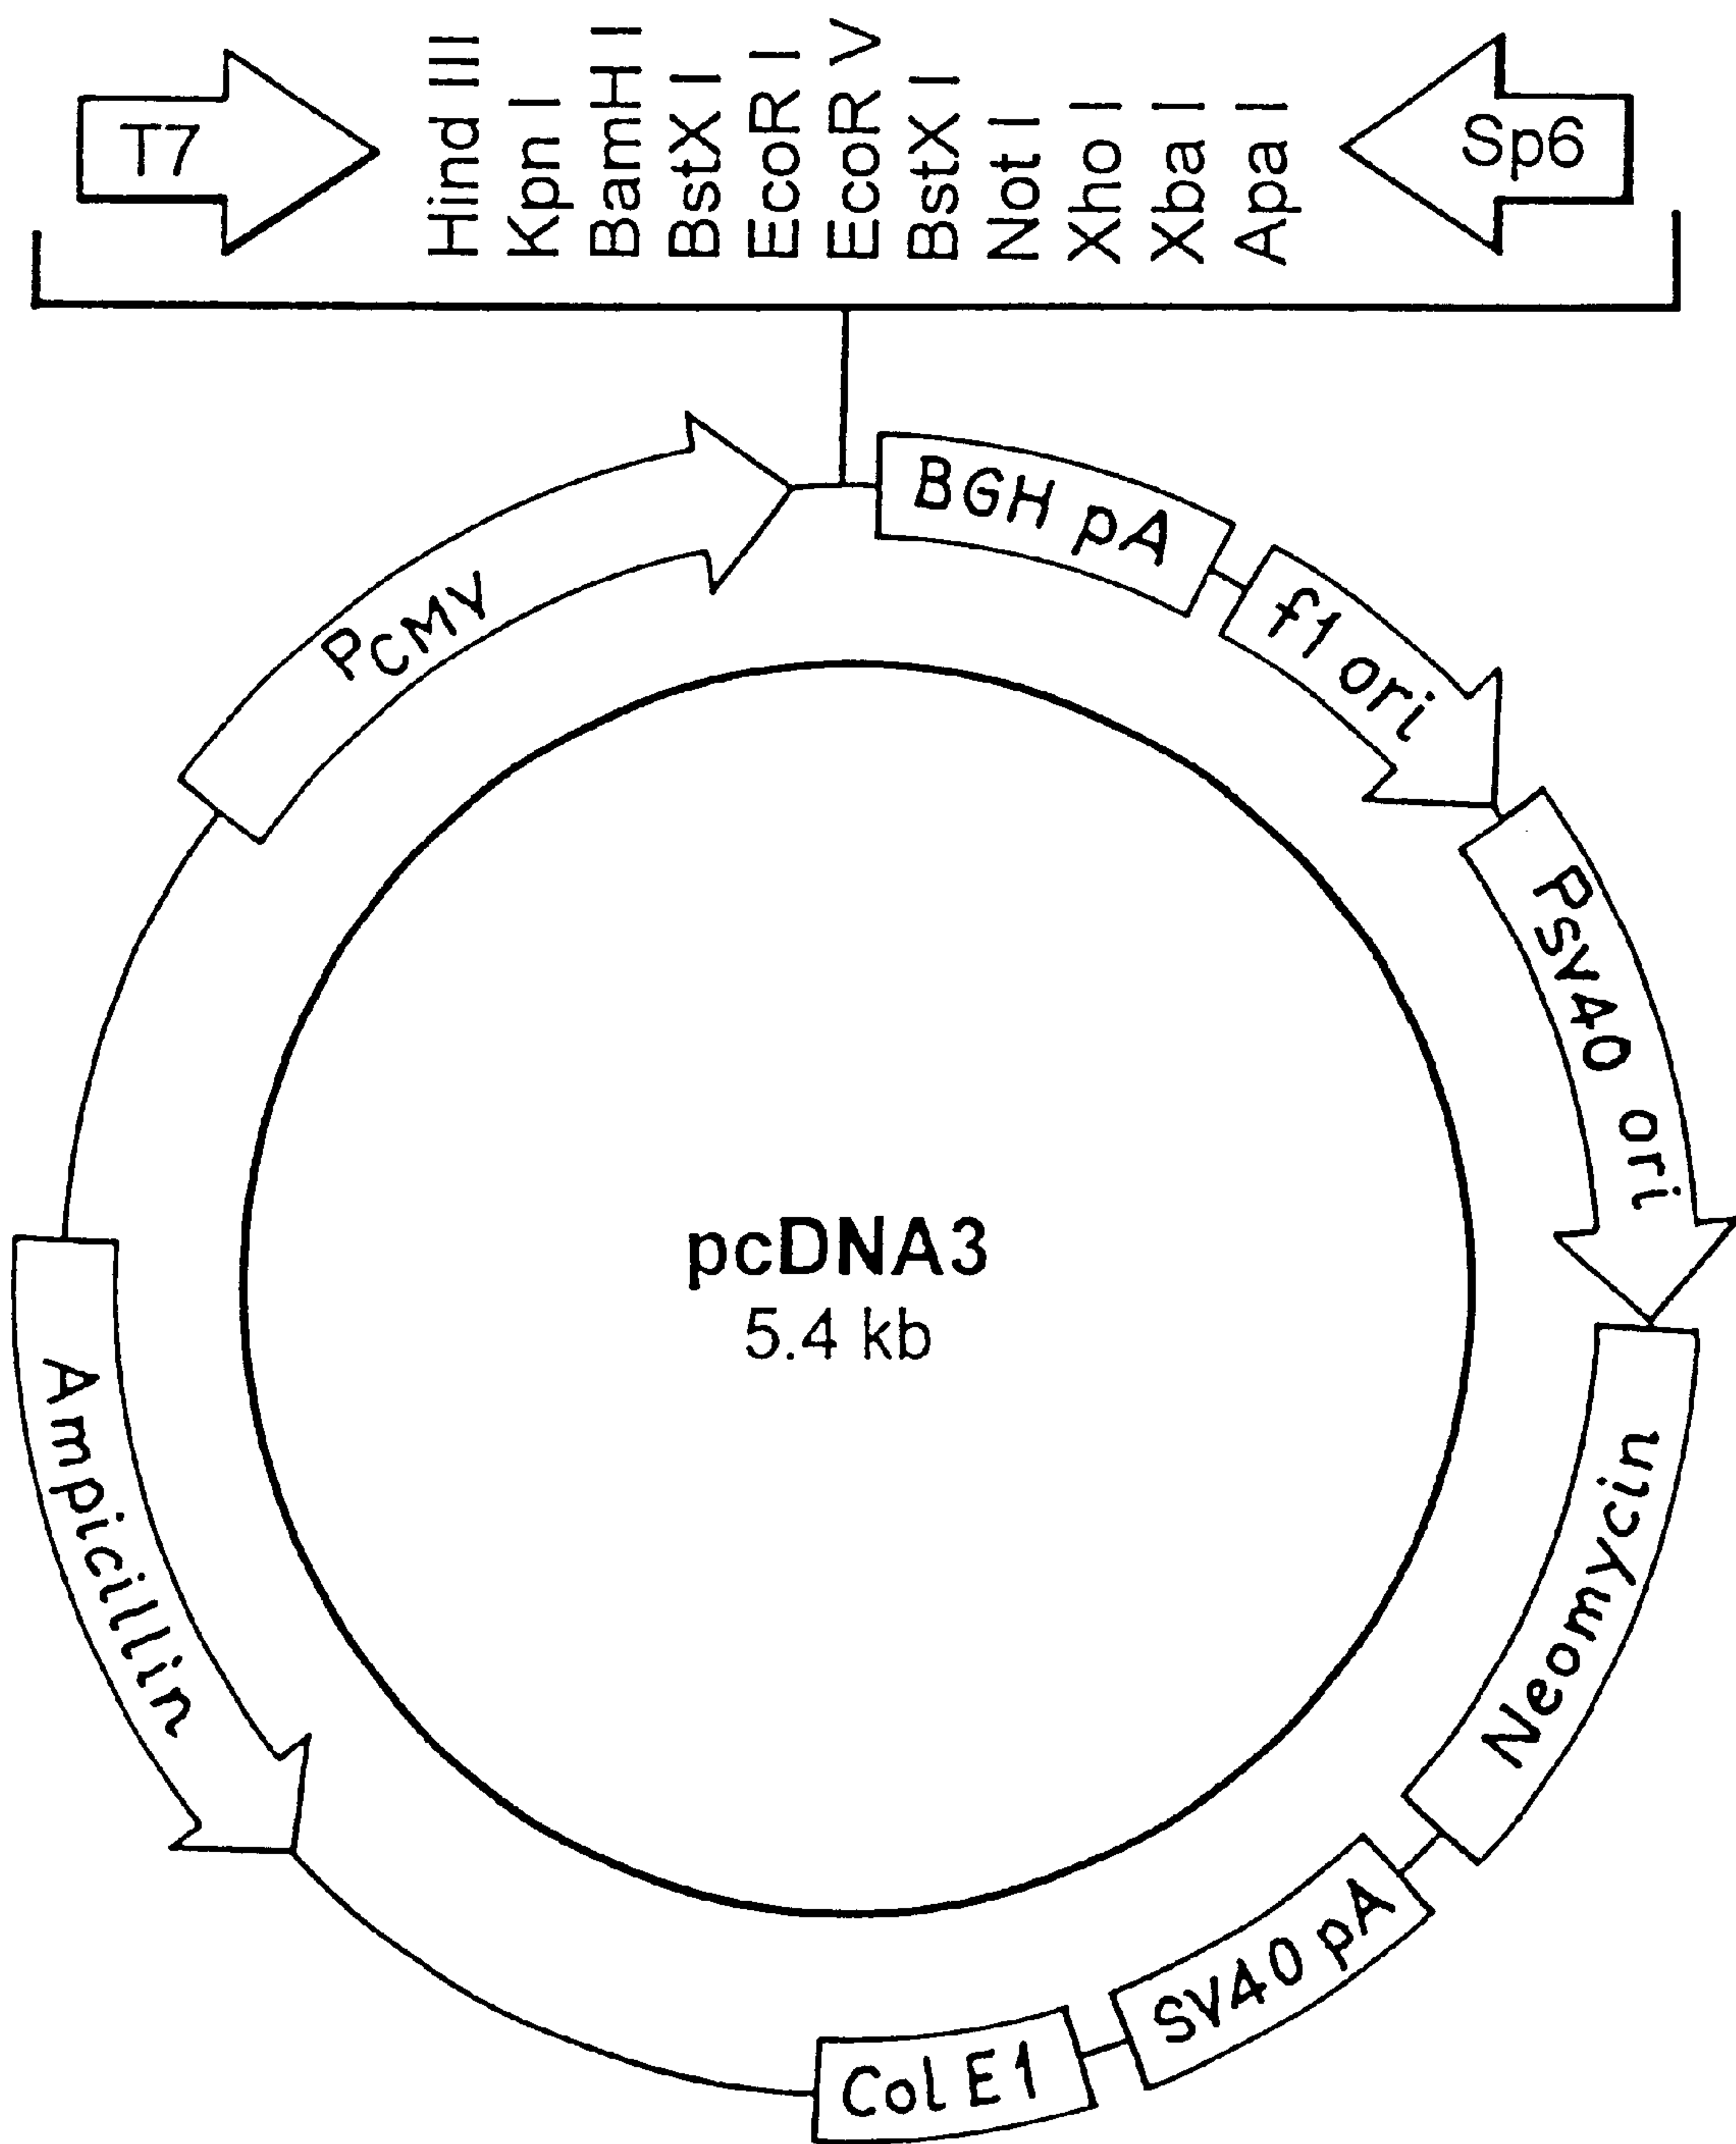 T7
Hind III
Kpn I
BamH I
BstX I
EcoR I
EcoR V
BstX I
Not I
Xho I
Xba I
Apa I
Sp6
PCMV
BGH pA
f1 ori
PSV40 ori
Neomycin
SV40 pA
Col E1
Ampicillin
pcDNA3
5.4 kb